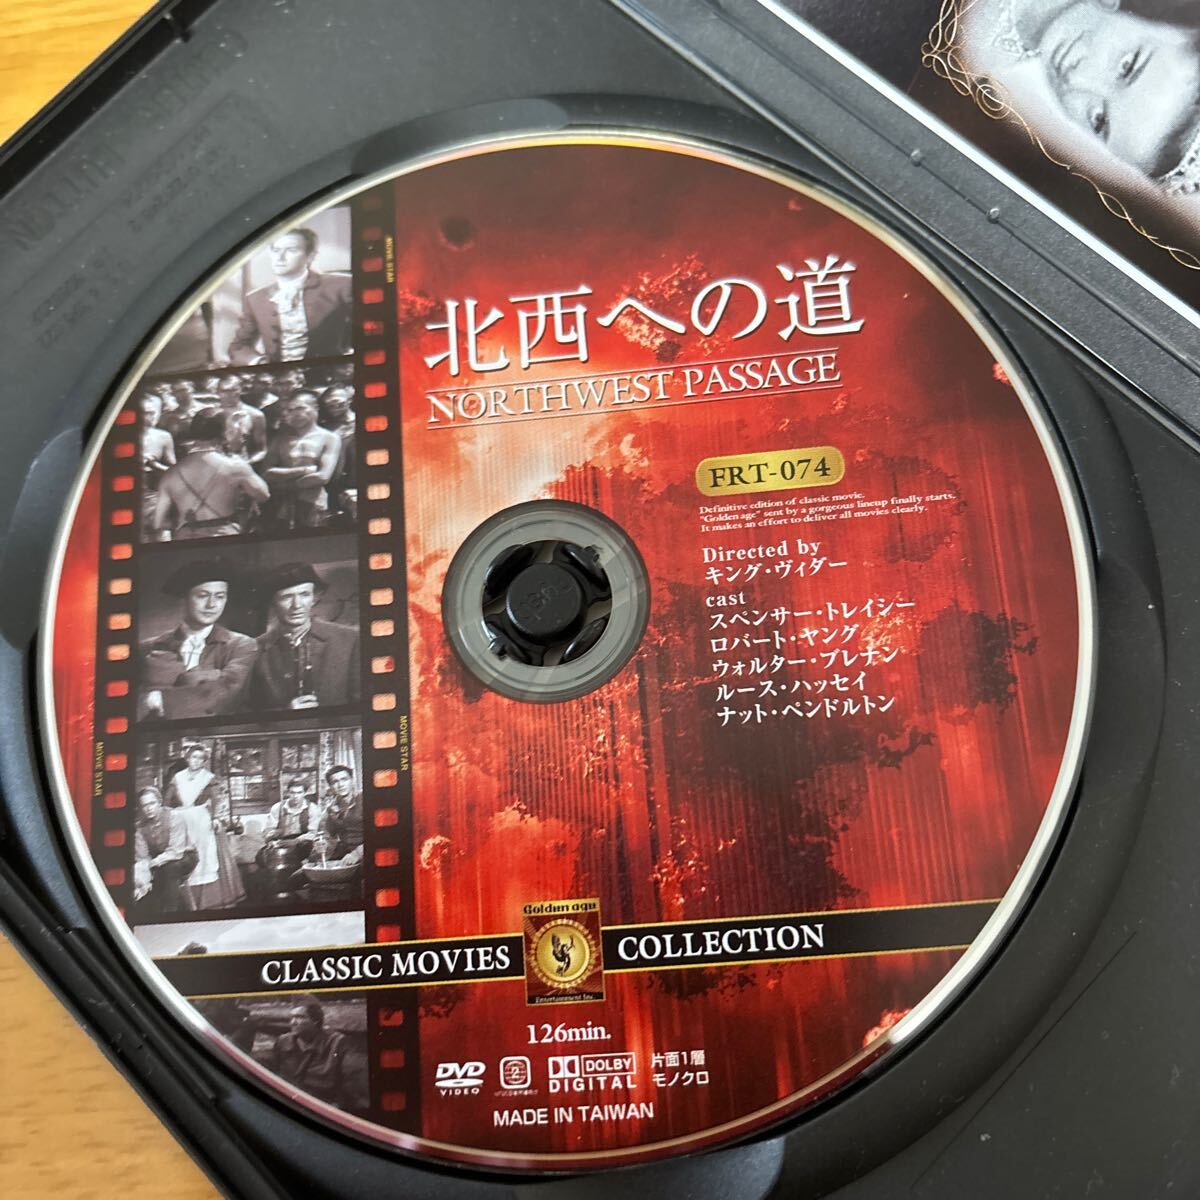 北西への道
NORTHWEST PASSAGE
FRT-074
Definitive edition of classic movie.
"Golden age" sent by a gorgeous lineup finally starts.
It makes an effort to deliver all movies clearly.
Directed by
キング・ヴィダー
cast
スペンサー・トレイシー
ロバート・ヤング
ウォルター・ブレナン
ルース・ハッセイ
ナット・ペンドルトン
MOVIE STAR
MOVIE STAR
MOVIE STAR
Golden age
Entertainment Inc.
CLASSIC MOVIES COLLECTION
126min.
DVD
VIDEO
2
DOLBY
DIGITAL
片面1層
モノクロ
MADE IN TAIWAN